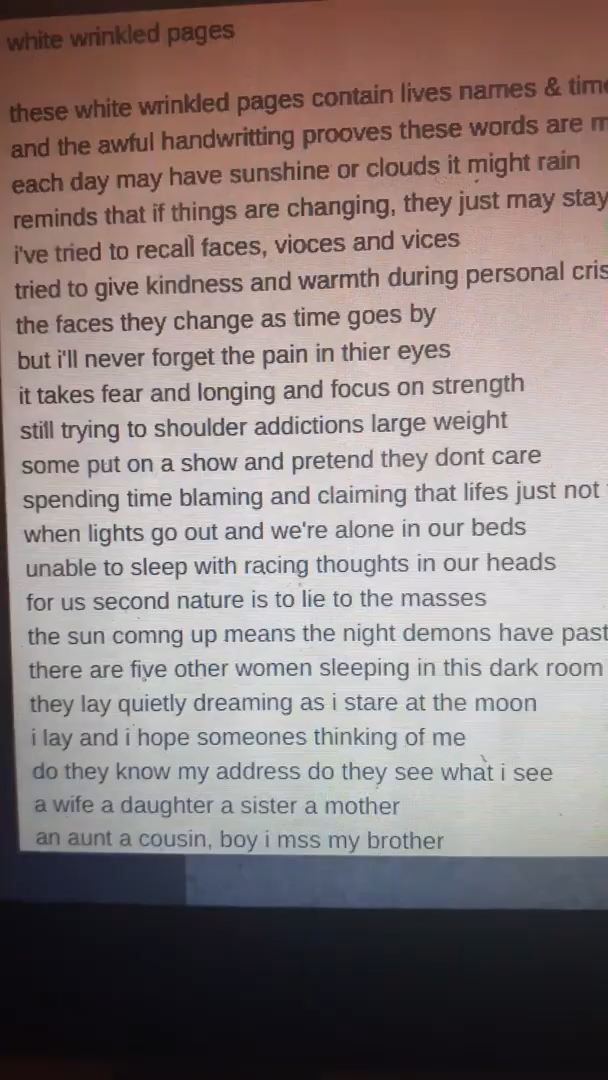 white wrinkled pages
these white wrinkled pages contain lives names & time
and the awful handwritting prooves these words are m
each day may have sunshine or clouds it might rain
reminds that if things are changing, they just may stay
i've tried to recall faces, vioces and vices
tried to give kindness and warmth during personal cris
the faces they change as time goes by
but i'll never forget the pain in thier eyes
it takes fear and longing and focus on strength
still trying to shoulder addictions large weight
some put on a show and pretend they dont care
spending time blaming and claiming that lifes just not
when lights go out and we're alone in our beds
unable to sleep with racing thoughts in our heads
for us second nature is to lie to the masses
the sun comng up means the night demons have past
there are five other women sleeping in this dark room
they lay quietly dreaming as i stare at the moon
i lay and i hope someones thinking of me
do they know my address do they see what i see
a wife a daughter a sister a mother
an aunt a cousin, boy i mss my brother